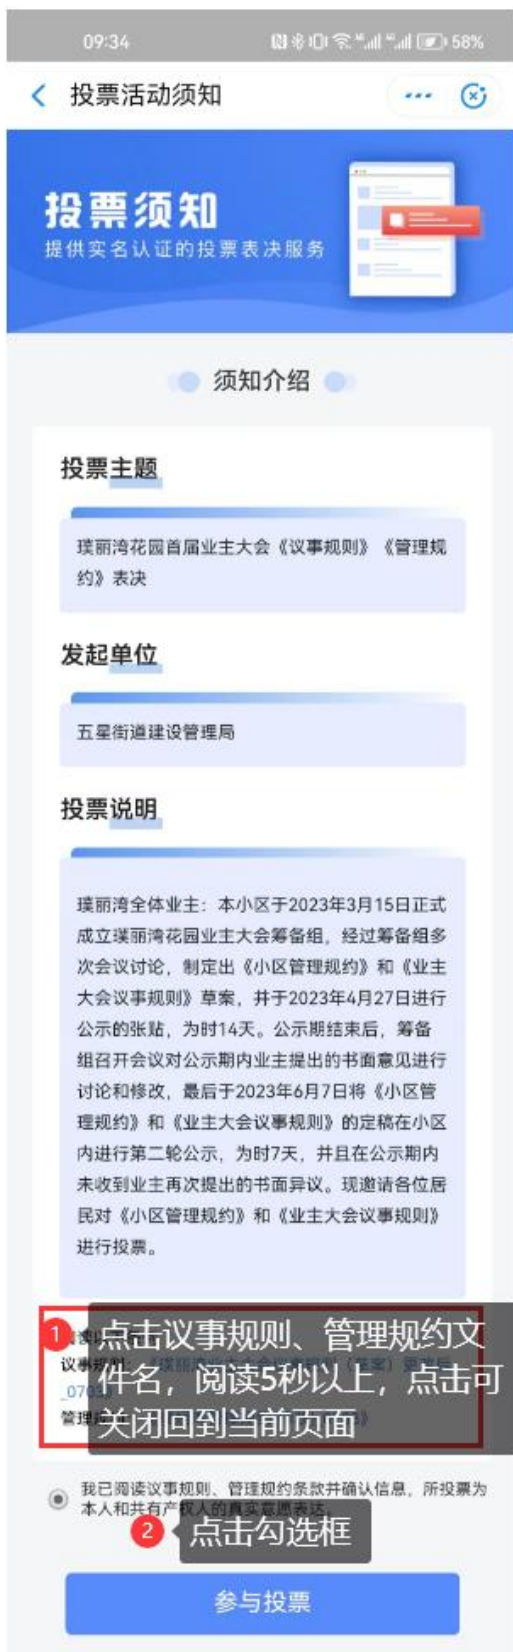 09:34
58%
投票活动须知
投票须知
提供实名认证的投票表决服务
须知介绍
投票主题
璞丽湾花园首届业主大会《议事规则》《管理规
约》表决
发起单位
五星街道建设管理局
投票说明
璞丽湾全体业主：本小区于2023年3月15日正式
成立璞丽湾花园业主大会筹备组，经过筹备组多
次会议讨论，制定出《小区管理规约》和《业主
大会议事规则》草案，并于2023年4月27日进行
公示的张贴，为时14天。公示期结束后，筹备
组召开会议对公示期内业主提出的书面意见进行
讨论和修改，最后于2023年6月7日将《小区管
理规约》和《业主大会议事规则》的定稿在小区
内进行第二轮公示，为时7天，并且在公示期内
未收到业主再次提出的书面异议。现邀请各位居
民对《小区管理规约》和《业主大会议事规则》
进行投票。
1 点击议事规则、管理规约文
件名，阅读5秒以上，点击可
关闭回到当前页面
议事规则：
管理规
我已阅读议事规则、管理规约条款并确认信息，所投票为
本人和共有产权人的真实意愿表达。
2 点击勾选框
参与投票